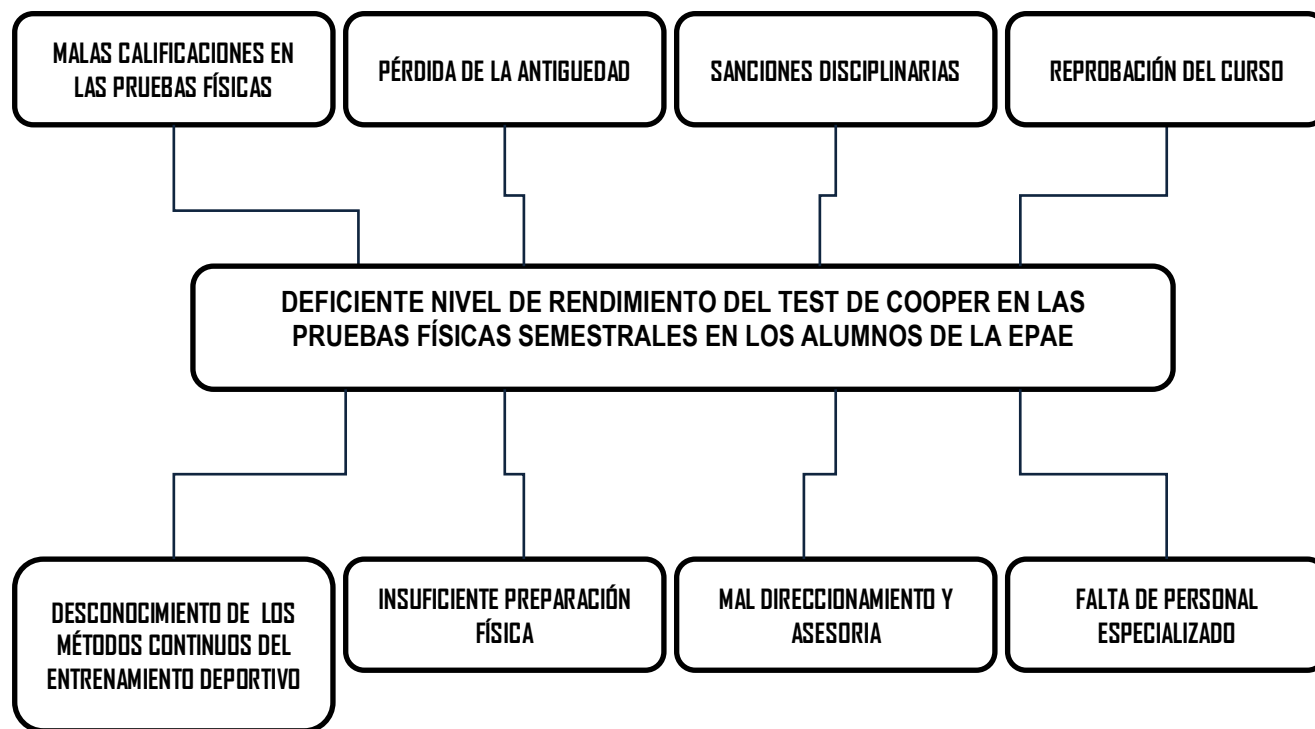 MALAS CALIFICACIONES EN
LAS PRUEBAS FÍSICAS
PÉRDIDA DE LA ANTIGUEDAD
SANCIONES DISCIPLINARIAS
REPROBACIÓN DEL CURSO
DEFICIENTE NIVEL DE RENDIMIENTO DEL TEST DE COOPER EN LAS
PRUEBAS FÍSICAS SEMESTRALES EN LOS ALUMNOS DE LA EPAE
DESCONOCIMIENTO DE LOS
MÉTODOS CONTINUOS DEL
ENTRENAMIENTO DEPORTIVO
INSUFICIENTE PREPARACIÓN
FÍSICA
MAL DIRECCIONAMIENTO Y
ASESORIA
FALTA DE PERSONAL
ESPECIALIZADO